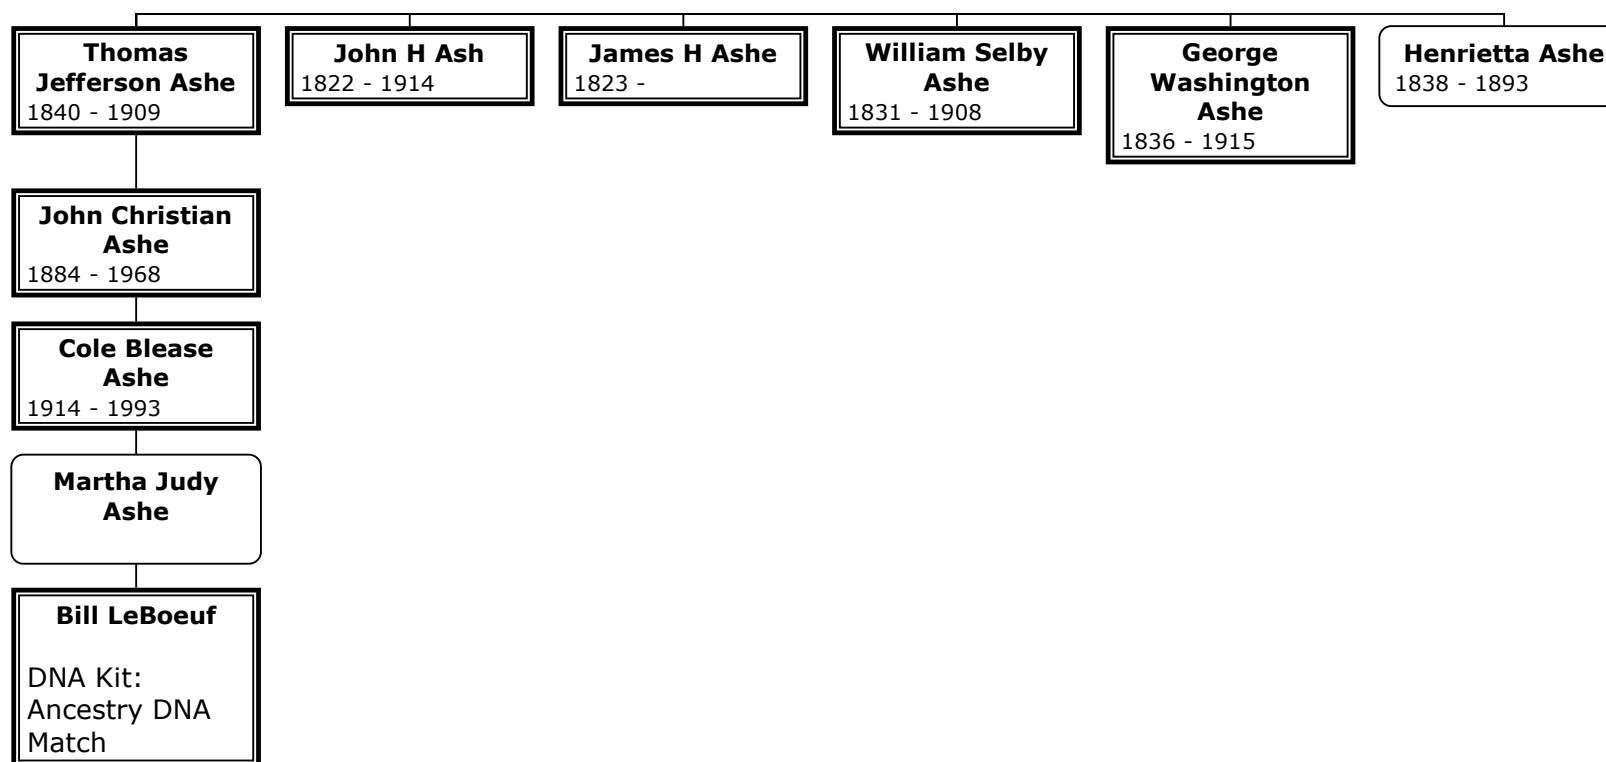 Thomas
Jefferson Ashe
1840 - 1909
John H Ash
1822 - 1914
James H Ashe
1823 -
William Selby
Ashe
1831 - 1908
George
Washington
Ashe
1836 - 1915
Henrietta Ashe
1838 - 1893
John Christian
Ashe
1884 - 1968
Cole Blease
Ashe
1914 - 1993
Martha Judy
Ashe
Bill LeBoeuf
DNA Kit:
Ancestry DNA
Match